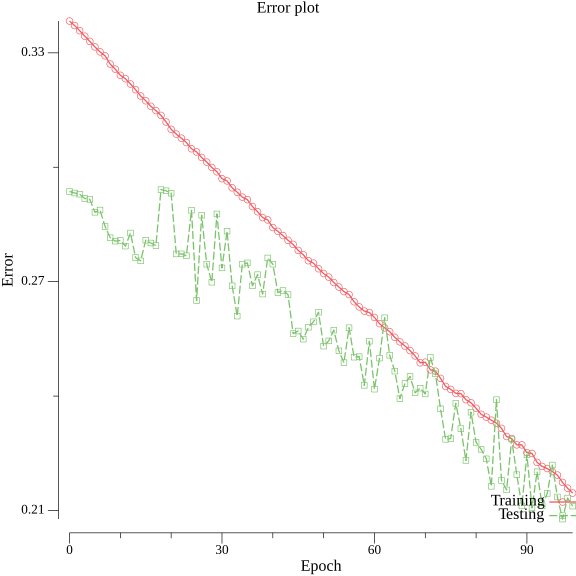 Error plot
0.33
0.27
0.21
Error
Training
Testing
0 30 60 90
Epoch